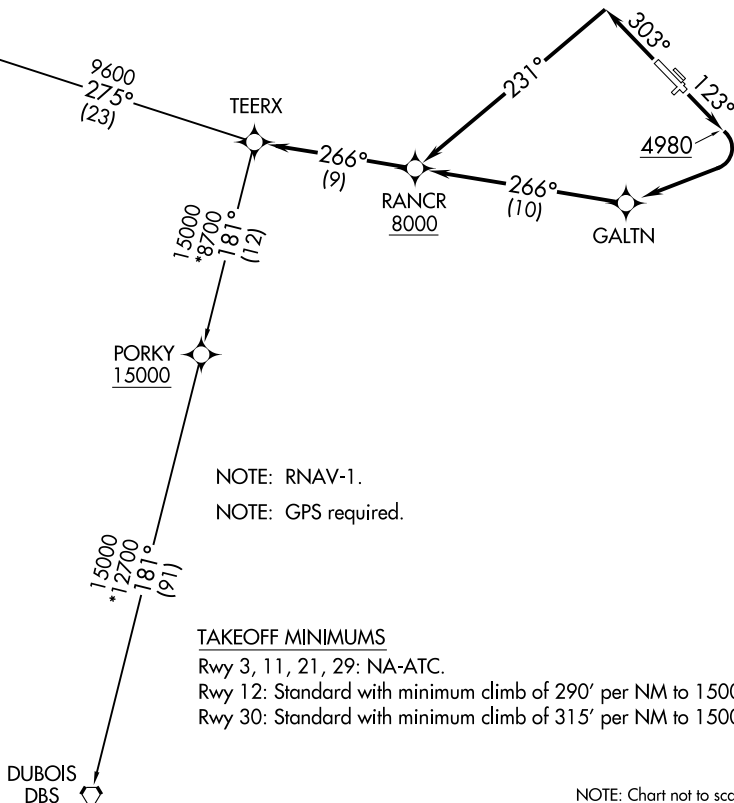 303°
9600
275°
(23)
TEERX
231°
123°
4980
266°
(9)
RANCR
8000
266°
(10)
GALTN
15000
*8700
181°
(12)
PORKY
15000
NOTE: RNAV-1.
NOTE: GPS required.
15000
*12700
181°
(91)
TAKEOFF MINIMUMS
Rwy 3, 11, 21, 29: NA-ATC.
Rwy 12: Standard with minimum climb of 290' per NM to 1500
Rwy 30: Standard with minimum climb of 315' per NM to 1500
DUBOIS
DBS
NOTE: Chart not to sc